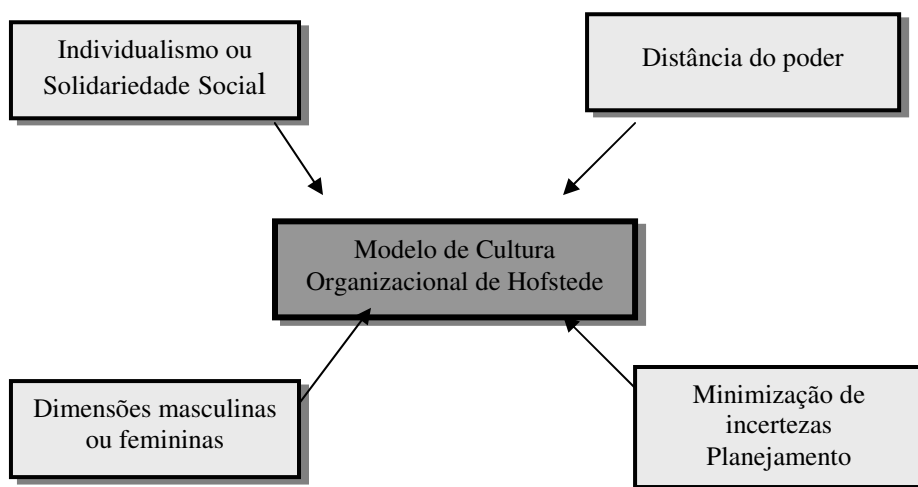 Individualismo ou
Solidariedade Social
Distância do poder
Modelo de Cultura
Organizacional de Hofstede
Dimensões masculinas
ou femininas
Minimização de
incertezas
Planejamento